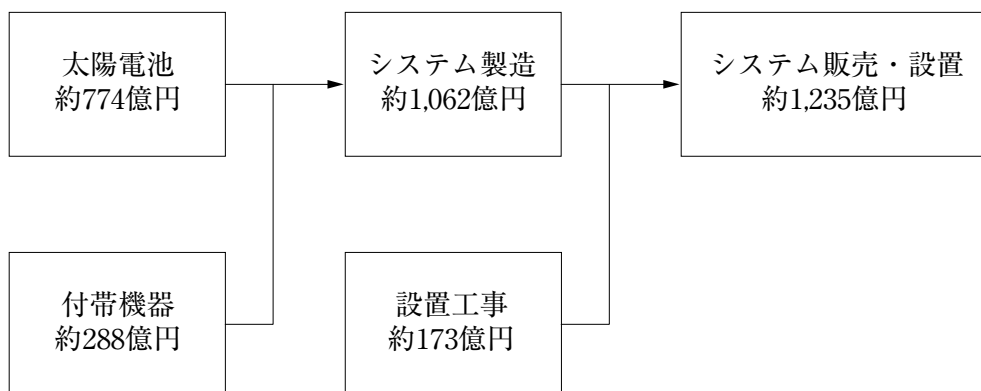 太陽電池
約774億円
システム製造
約1,062億円
システム販売・設置
約1,235億円
付帯機器
約288億円
設置工事
約173億円